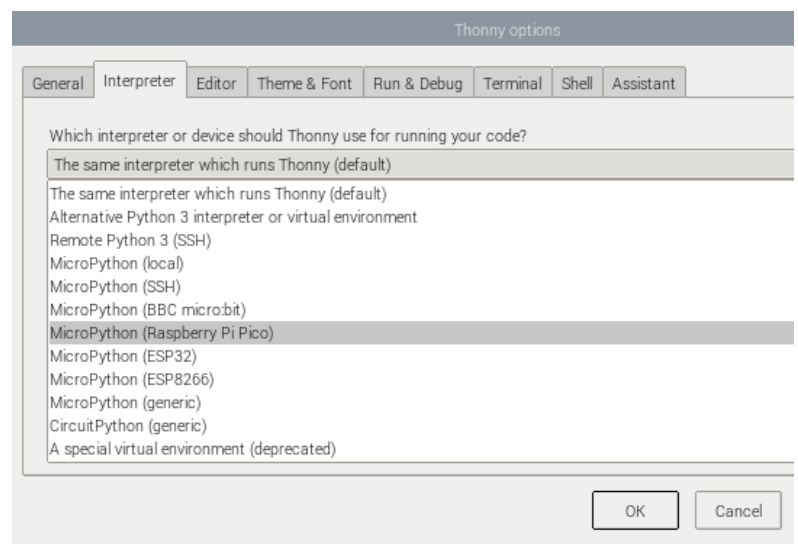 Thonny options
General Interpreter Editor Theme & Font Run & Debug Terminal Shell Assistant
Which interpreter or device should Thonny use for running your code?
The same interpreter which runs Thonny (default)
The same interpreter which runs Thonny (default)
Alternative Python 3 interpreter or virtual environment
Remote Python 3 (SSH)
MicroPython (local)
MicroPython (SSH)
MicroPython (BBC micro:bit)
MicroPython (Raspberry Pi Pico)
MicroPython (ESP32)
MicroPython (ESP8266)
MicroPython (generic)
CircuitPython (generic)
A special virtual environment (deprecated)
OK Cancel